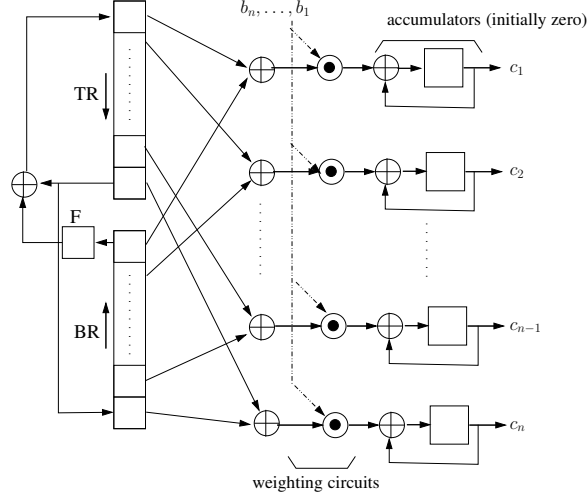 b_n, ..., b_1
accumulators (initially zero)
c_1
TR
c_2
F
BR
c_{n-1}
c_n
weighting circuits